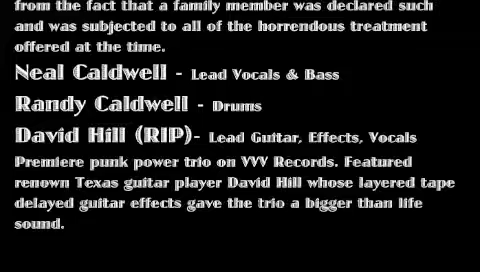 from the fact that a family member was declared such
and was subjected to all of the horrendous treatment
offered at the time.
Neal Caldwell - Lead Vocals & Bass
Randy Caldwell - Drums
David Hill (RIP)- Lead Guitar, Effects, Vocals
Premiere punk power trio on VVV Records. Featured
renown Texas guitar player David Hill whose layered tape
delayed guitar effects gave the trio a bigger than life
sound.